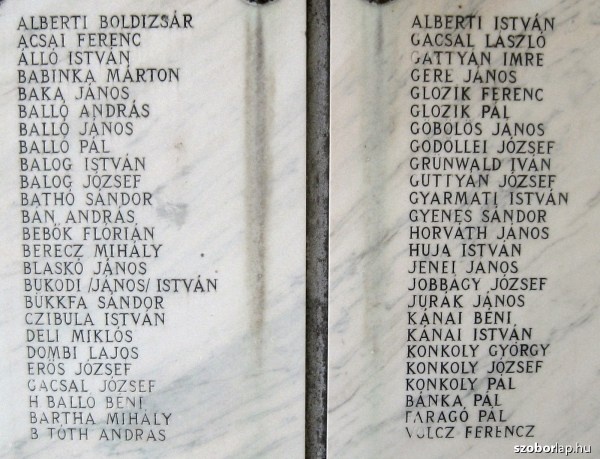 ALBERTI BOLDIZSÁR
ACSAI FERENC
ÁLLÓ ISTVÁN
BABINKA MÁRTON
BAKA JÁNOS
BALLÓ ANDRÁS
BALLÓ JÁNOS
BALLÓ PÁL
BALOG ISTVÁN
BALOG JÓZSEF
BATHÓ SÁNDOR
BÁN ANDRÁS
BEBÖK FLÓRIÁN
BERECZ MIHÁLY
BLASKÓ JÁNOS
BUKODI /JÁNOS/ ISTVÁN
BÜKKFA SÁNDOR
CZIBULA ISTVÁN
DELI MIKLÓS
DOMBI LAJOS
ERŐS JÓZSEF
GACSAL JÓZSEF
H BALLÓ BÉNI
BARTHA MIHÁLY
B TÓTH ANDRÁS
ALBERTI ISTVÁN
GACSAL LÁSZLÓ
GATTYÁN IMRE
GERE JÁNOS
GLOZIK FERENC
GLOZIK PÁL
GÖBÖLÖS JÁNOS
GÖDÖLLEI JÓZSEF
GRÜNWALD IVÁN
GUTTYÁN JÓZSEF
GYARMATI ISTVÁN
GYENES SÁNDOR
HORVÁTH JÁNOS
HUJA ISTVÁN
JENEI JÁNOS
JOBBÁGY JÓZSEF
JURÁK JÁNOS
KÁNAI BÉNI
KÁNAI ISTVÁN
KONKOLY GYÖRGY
KONKOLY JÓZSEF
KONKOLY PÁL
BÁNKA PÁL
FARAGÓ PÁL
VOLCZ FERENCZ
szoborlap.hu